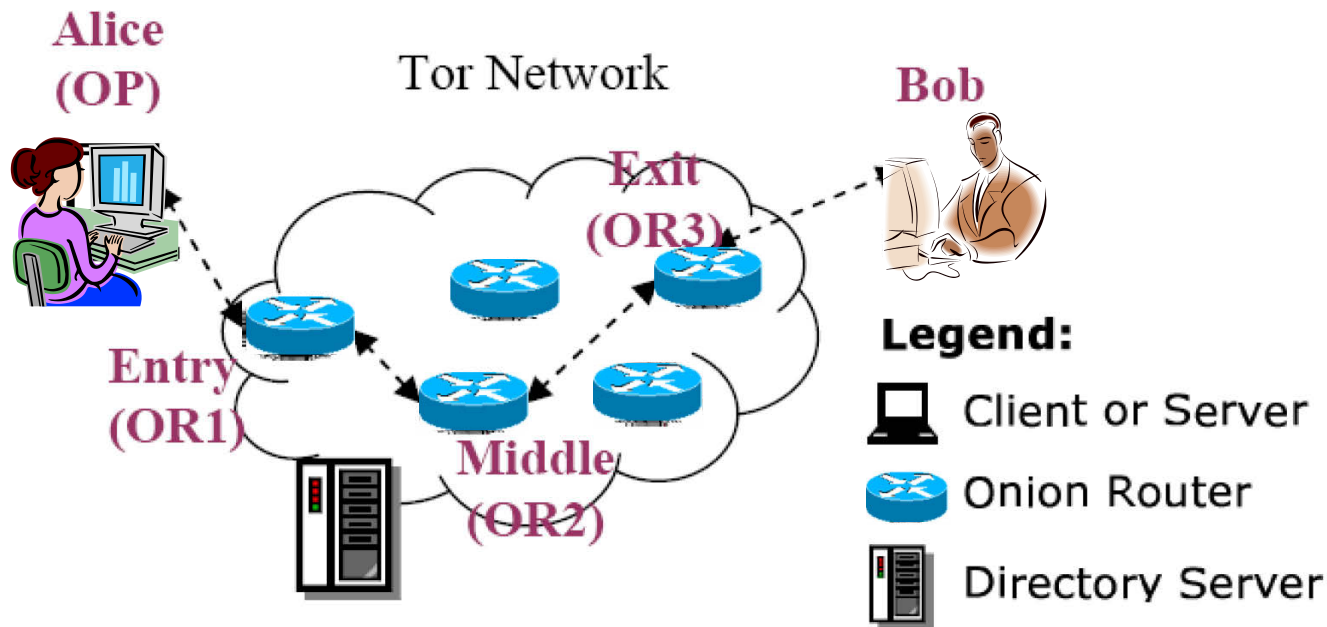 Alice
(OP)
Tor Network
Bob
Exit
(OR3)
Entry
(OR1)
Middle
(OR2)
Legend:
Client or Server
Onion Router
Directory Server